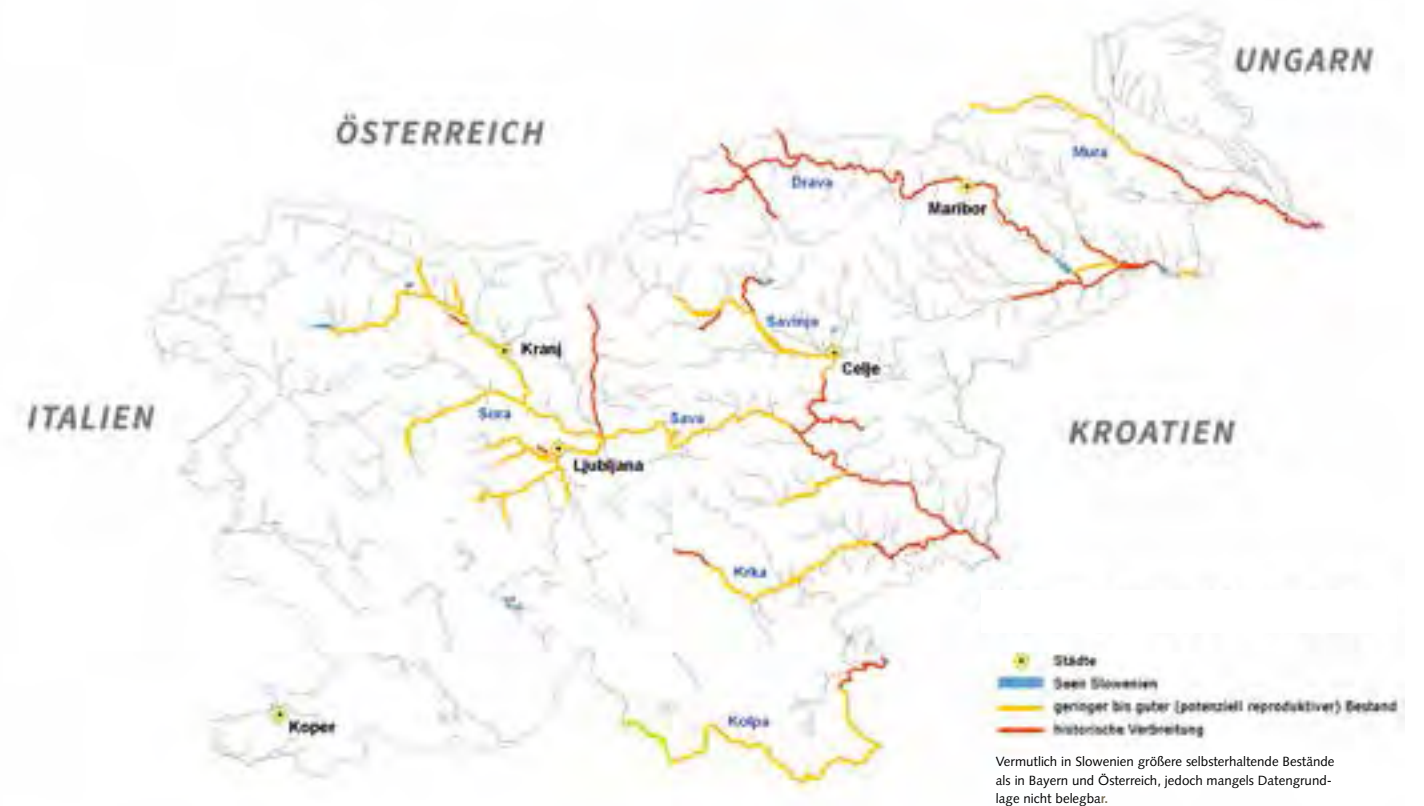 UNGARN
ÖSTERREICH
Mura
Drava
Maribor
Savinja
Kranj
Celje
ITALIEN
Sora
Sava
KROATIEN
Ljubljana
Krka
Städte
Seen Slowenien
geringer bis guter (potenziell reproduktiver) Bestand
historische Verbreitung
Kolpa
Koper
Vermutlich in Slowenien größere selbsterhaltende Bestände
als in Bayern und Österreich, jedoch mangels Datengrund-
lage nicht belegbar.